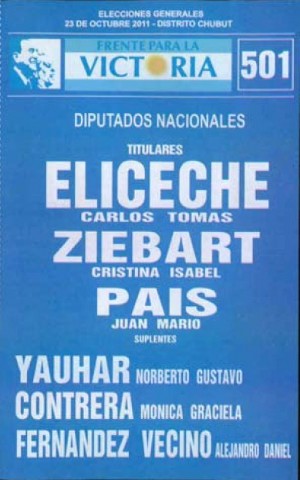 ELECCIONES GENERALES
23 DE OCTUBRE 2011 - DISTRITO CHUBUT
FRENTE PARA LA
VICTORIA
501
DIPUTADOS NACIONALES
TITULARES
ELICECHE
CARLOS TOMAS
ZIEBART
CRISTINA ISABEL
PAIS
JUAN MARIO
SUPLENTES
YAUHAR NORBERTO GUSTAVO
CONTRERA MONICA GRACIELA
FERNANDEZ VECINO ALEJANDRO DANIEL